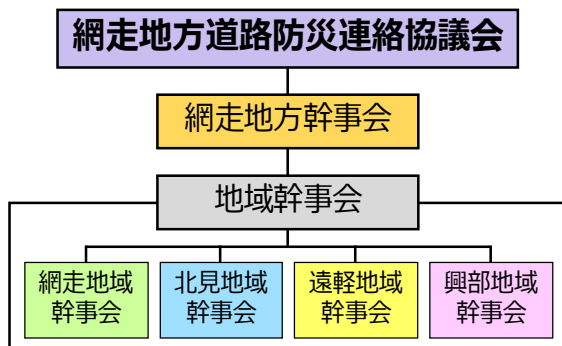 網走地方道路防災連絡協議会
網走地方幹事会
地域幹事会
網走地域
幹事会
北見地域
幹事会
遠軽地域
幹事会
興部地域
幹事会